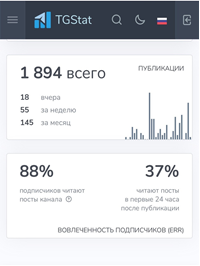 TGStat
1 894 всего
ПУБЛИКАЦИИ
18 вчера
55 за неделю
145 за месяц
88%
37%
подписчиков читают
посты канала
читают посты
в первые 24 часа
после публикации
ВОВЛЕЧЕННОСТЬ ПОДПИСЧИКОВ (ERR)